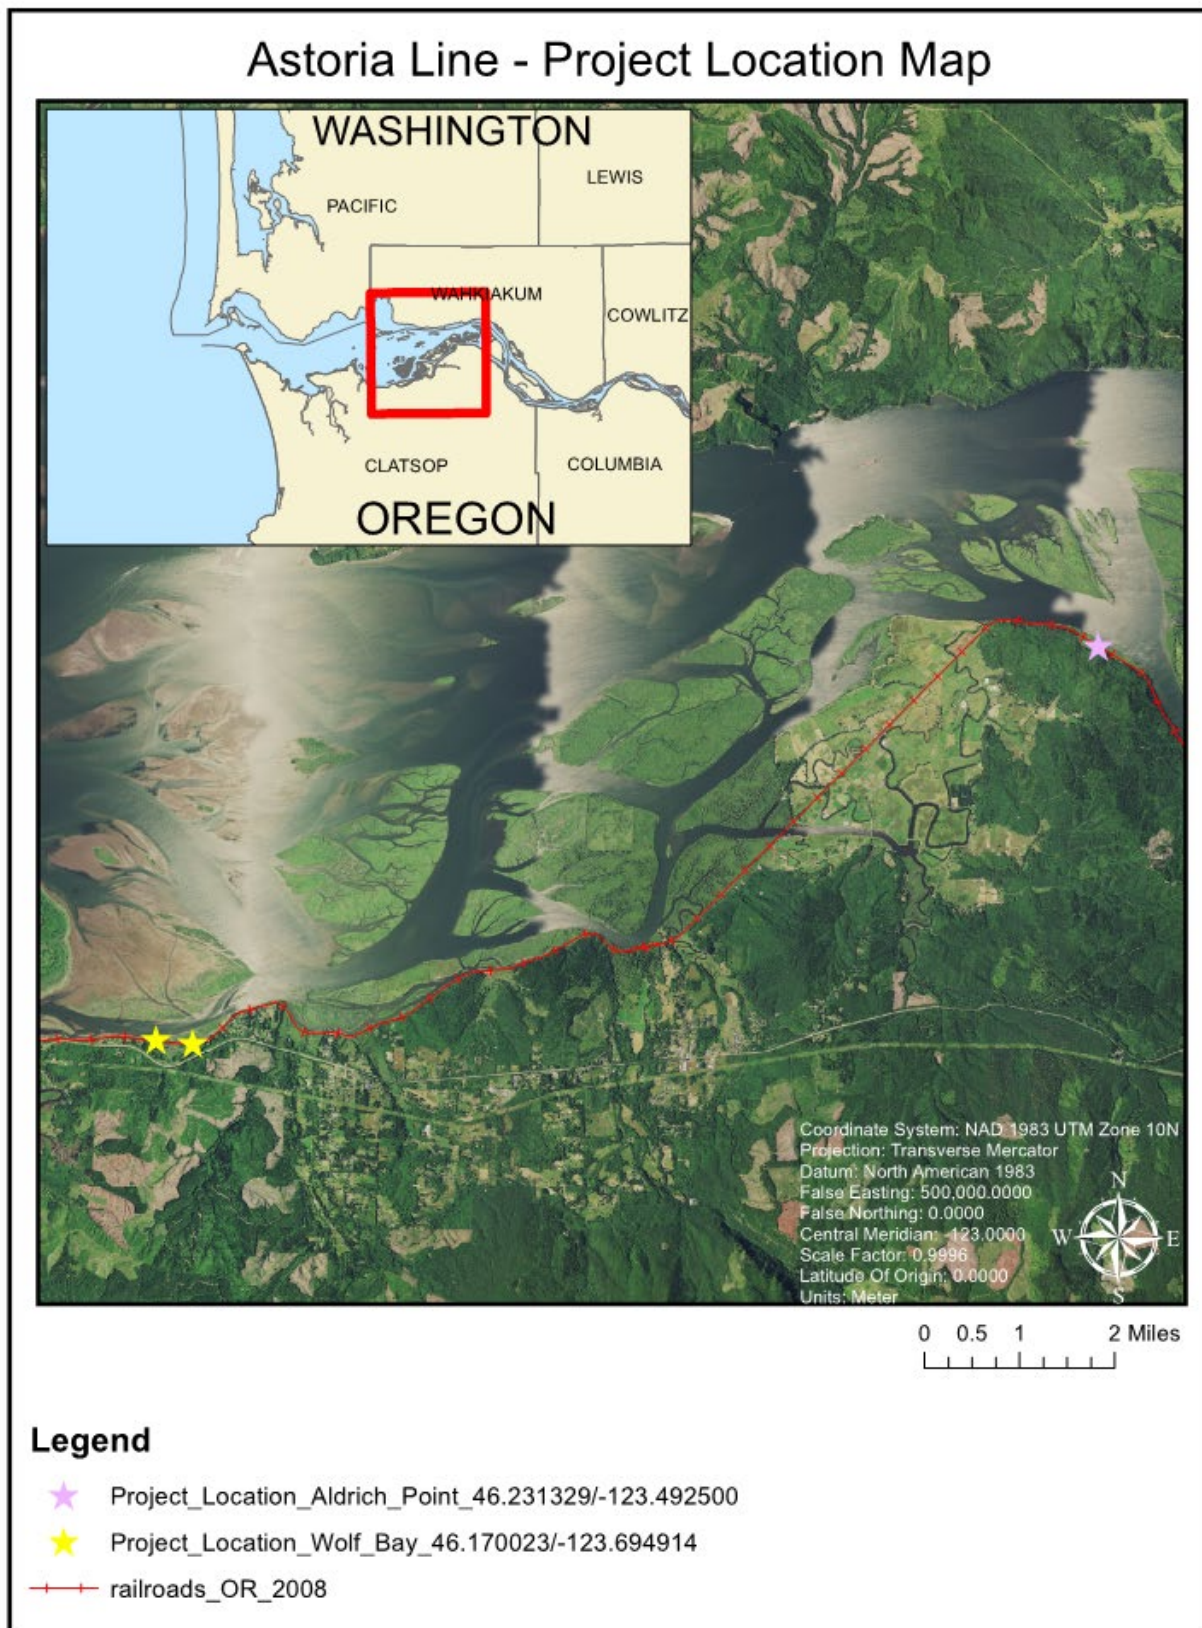 Astoria Line - Project Location Map
WASHINGTON
LEWIS
PACIFIC
WAHKIAKUM
COWLITZ
CLATSOP
COLUMBIA
OREGON
Coordinate System: NAD 1983 UTM Zone 10N
Projection: Transverse Mercator
Datum: North American 1983
False Easting: 500,000.0000
False Northing: 0.0000
Central Meridian: -123.0000
Scale Factor: 0.9996
Latitude Of Origin: 0.0000
Units: Meter
N
W E
S
0 0.5 1 2 Miles
Legend
Project_Location_Aldrich_Point_46.231329/-123.492500
Project_Location_Wolf_Bay_46.170023/-123.694914
railroads_OR_2008